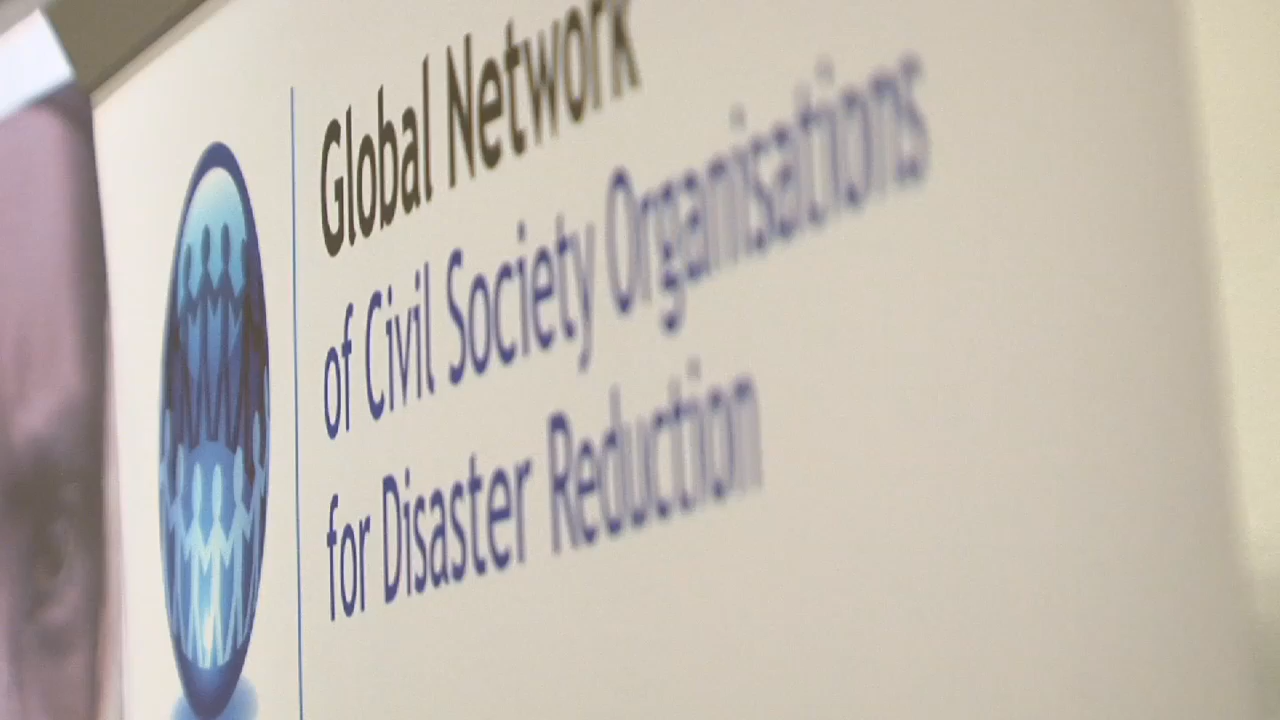 Global Network
of Civil Society Organisations
for Disaster Reduction